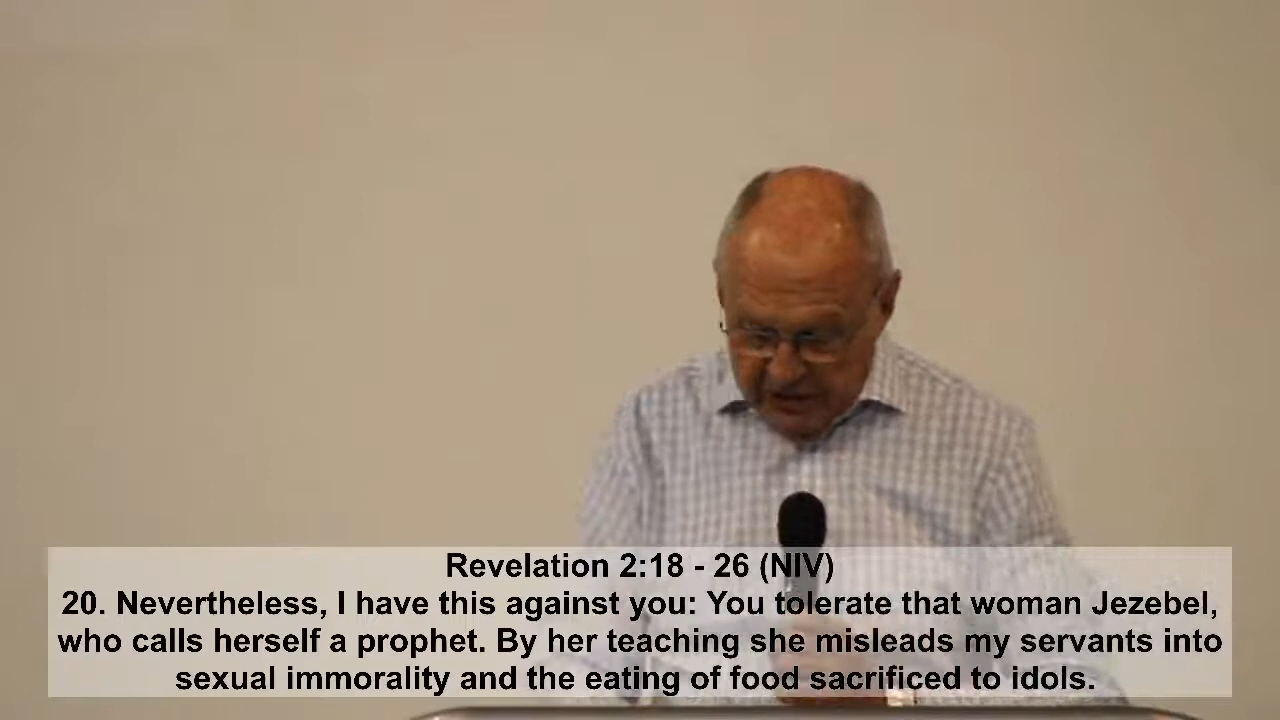 Revelation 2:18 - 26 (NIV)
20. Nevertheless, I have this against you: You tolerate that woman Jezebel,
who calls herself a prophet. By her teaching she misleads my servants into
sexual immorality and the eating of food sacrificed to idols.